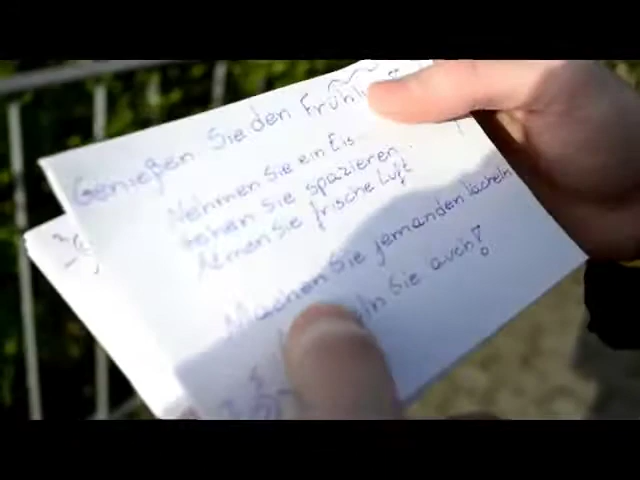 Genießen Sie den Frühling
Nehmen Sie ein Eis
Gehen Sie spazieren..
Atmen Sie frische Luft
Machen Sie jemanden lächeln
Sie auch!